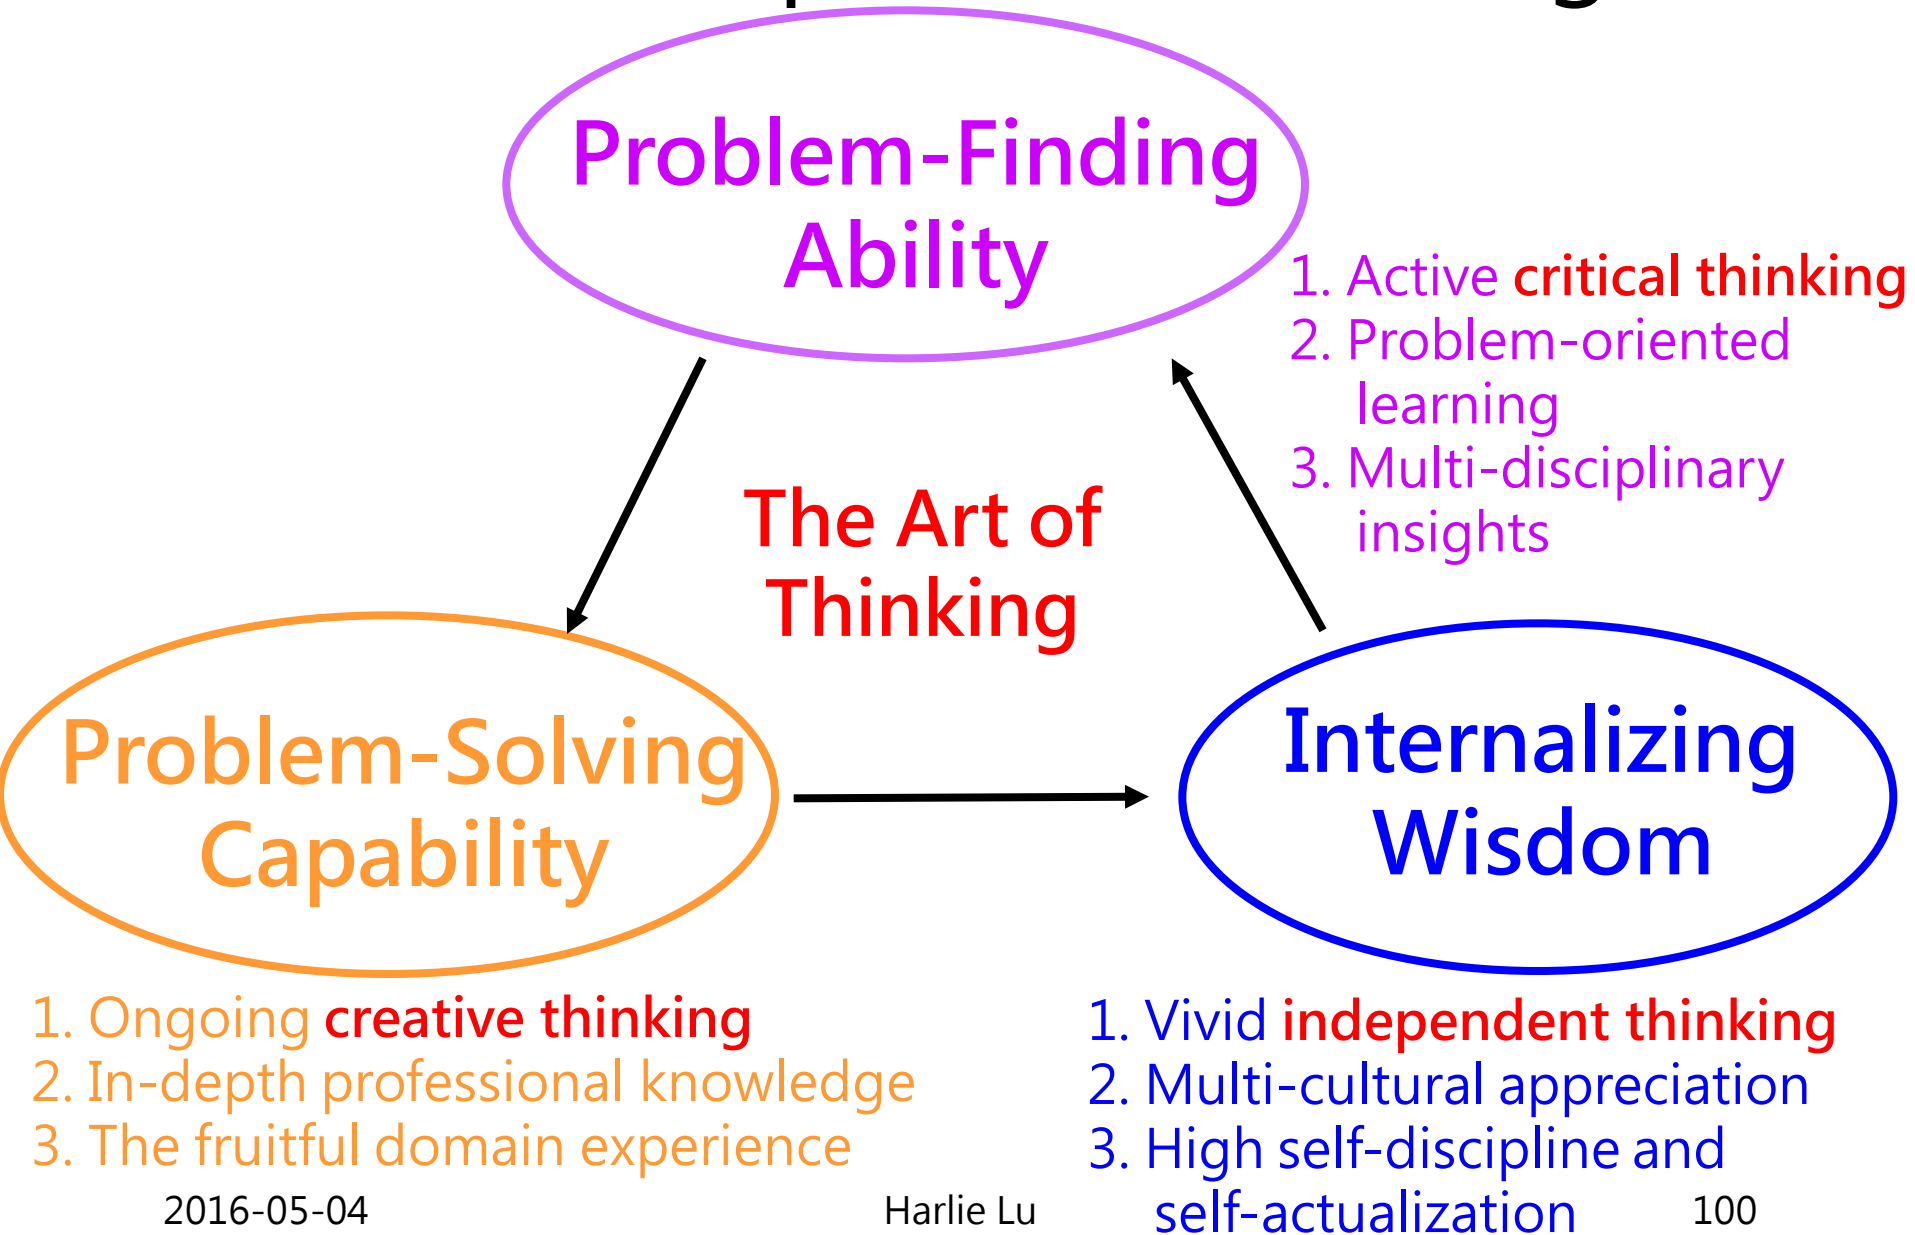 Problem-Finding
Ability
1. Active critical thinking
2. Problem-oriented
learning
3. Multi-disciplinary
insights
The Art of
Thinking
Problem-Solving
Capability
Internalizing
Wisdom
1. Ongoing creative thinking
2. In-depth professional knowledge
3. The fruitful domain experience
1. Vivid independent thinking
2. Multi-cultural appreciation
3. High self-discipline and
self-actualization
2016-05-04
Harlie Lu
100